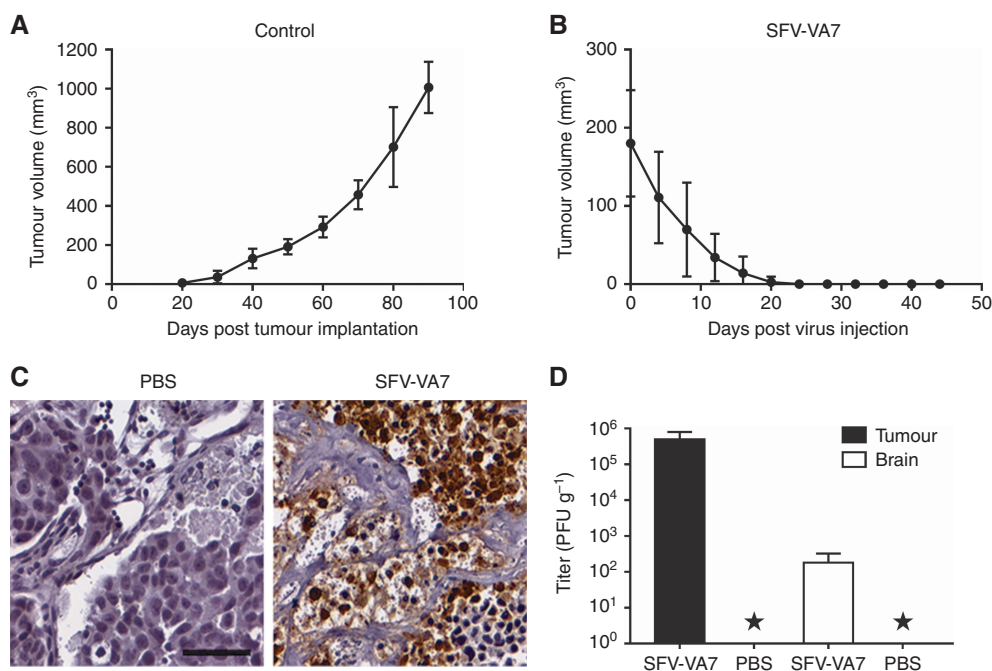 A
Control
Tumour volume (mm³)
1200
1000
800
600
400
200
0
0 20 40 60 80 100
Days post tumour implantation
B
SFV-VA7
Tumour volume (mm³)
300
200
100
0
0 10 20 30 40 50
Days post virus injection
C
PBS
SFV-VA7
D
Titer (PFU g⁻¹)
10⁶
10⁵
10⁴
10³
10²
10¹
10⁰
Tumour
Brain
SFV-VA7 PBS SFV-VA7 PBS